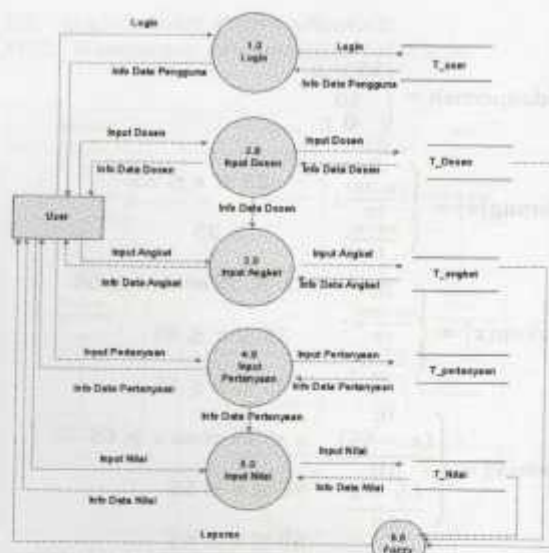 Login
1.0
Login
Login
T_user
Info Data Pengguna
Info Data Pengguna
Input Dosen
2.0
Input Dosen
Input Dosen
T_Dosen
Info Data Dosen
Info Data Dosen
Info Data Dosen
User
Input Angket
3.0
Input Angket
Input Angket
T_angket
Info Data Angket
Info Data Angket
Input Pertanyaan
4.0
Input
Pertanyaan
Input Pertanyaan
T_pertanyaan
Info Data Pertanyaan
Info Data Pertanyaan
Info Data Pertanyaan
Input Nilai
5.0
Input Nilai
Input Nilai
T_Nilai
Info Data Nilai
Info Data Nilai
Laporan
6.0
Fuzzy